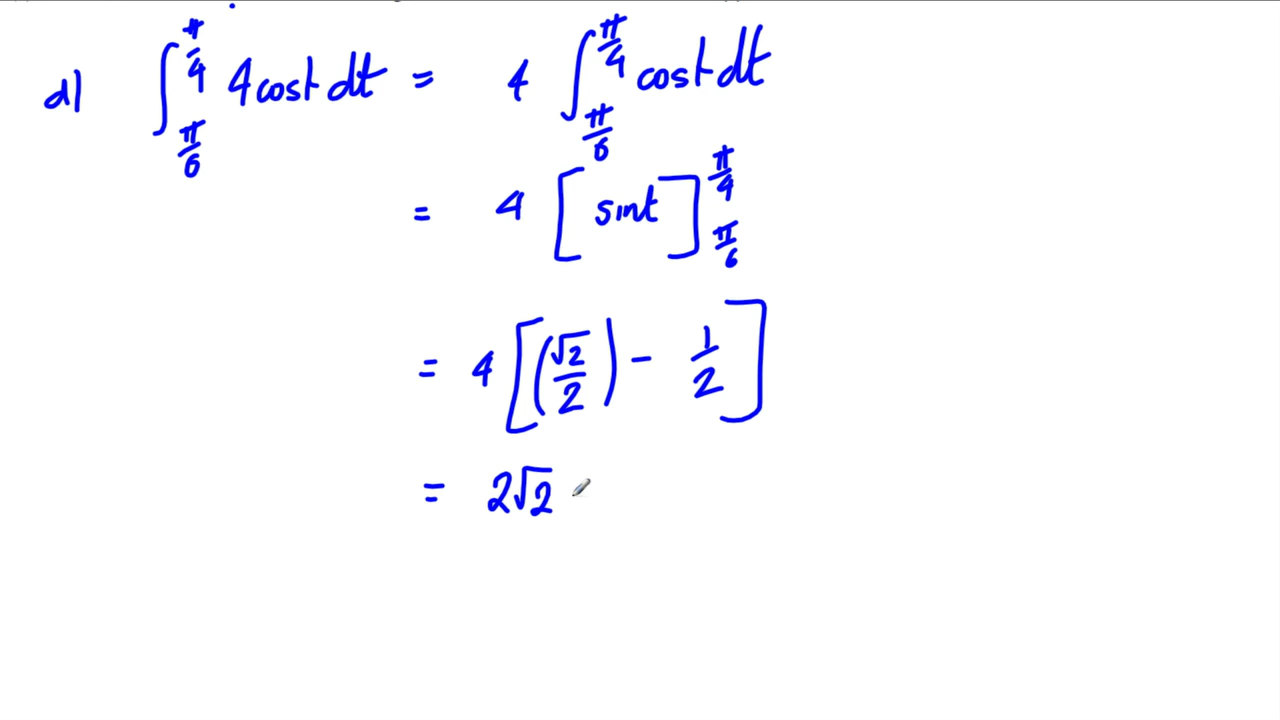 d) ∫_{π/6}^{π/4} 4cost dt = 4 ∫_{π/6}^{π/4} cost dt
= 4 [ sint ]_{π/6}^{π/4}
= 4 [ (√2/2) - 1/2 ]
= 2√2